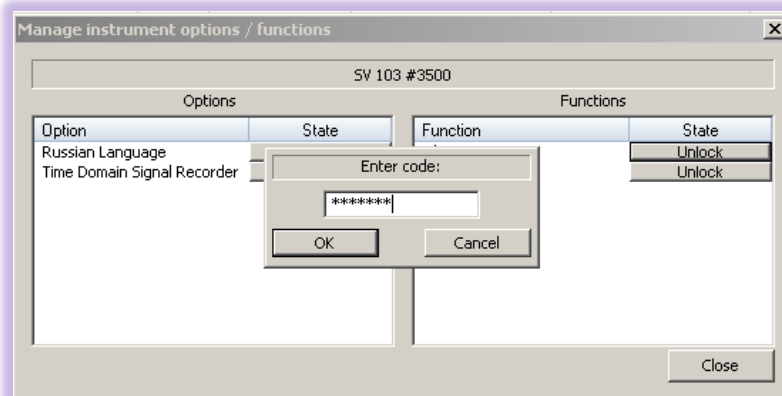 Manage instrument options / functions
SV 103 #3500
Options
Functions
Option State
Function State
Russian Language
Unlock
Time Domain Signal Recorder
Unlock
Enter code:
*******
OK Cancel
Close